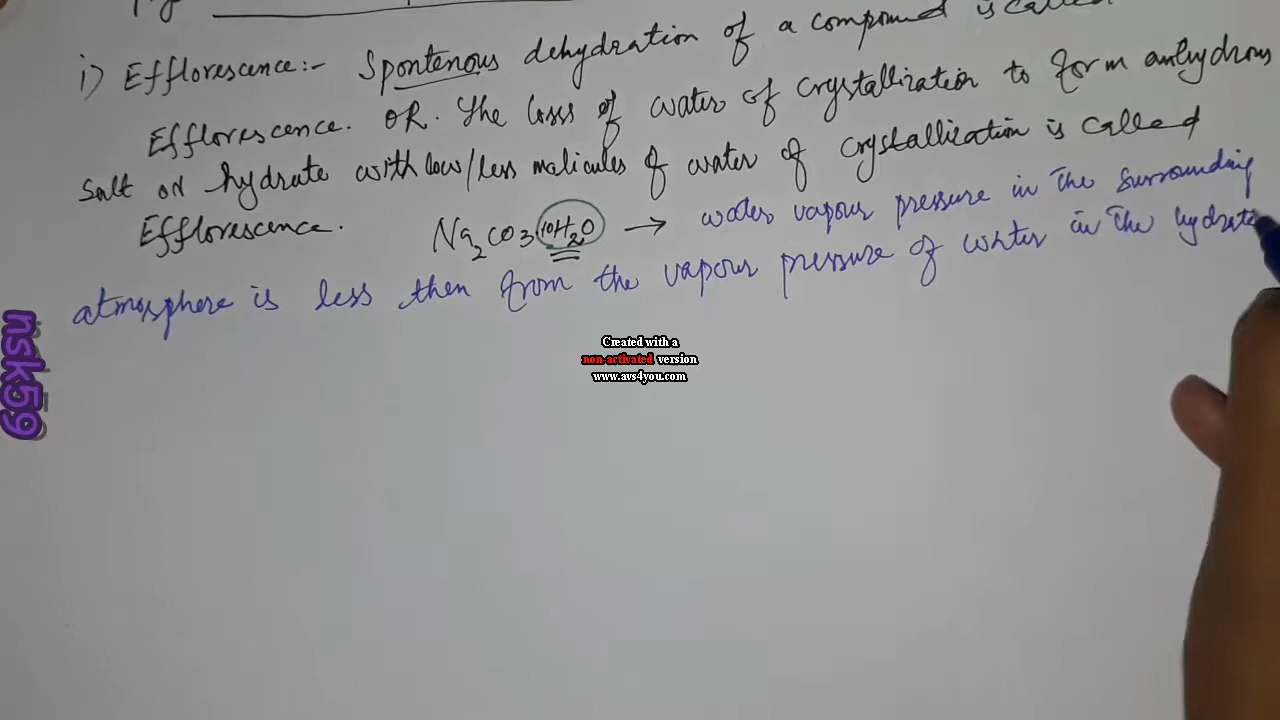 i) Efflorescence:- Spontenous dehydration of a compound is called
Efflorescence. OR. The loss of water of crystallization to form anhydrous
Salt or hydrate with low/less malicules of water of crystallization is called
Efflorescence. Na2CO3 10H2O → water vapour pressure in the surrounding
atmosphere is less then from the vapour pressure of water in the hydrate
nsk59
Created with a
non-activated version
www.avs4you.com